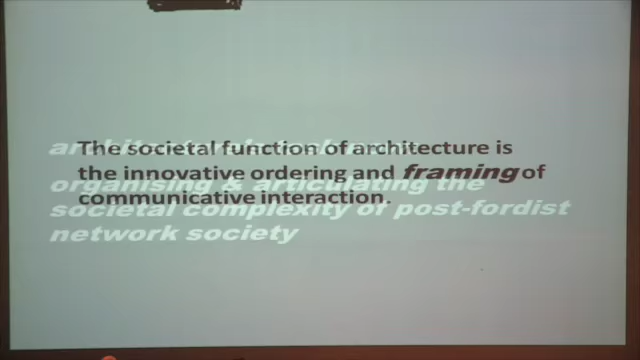 The societal function of architecture is
the innovative ordering and framing of
communicative interaction.
organising & articulating the
societal complexity of post-fordist
network society